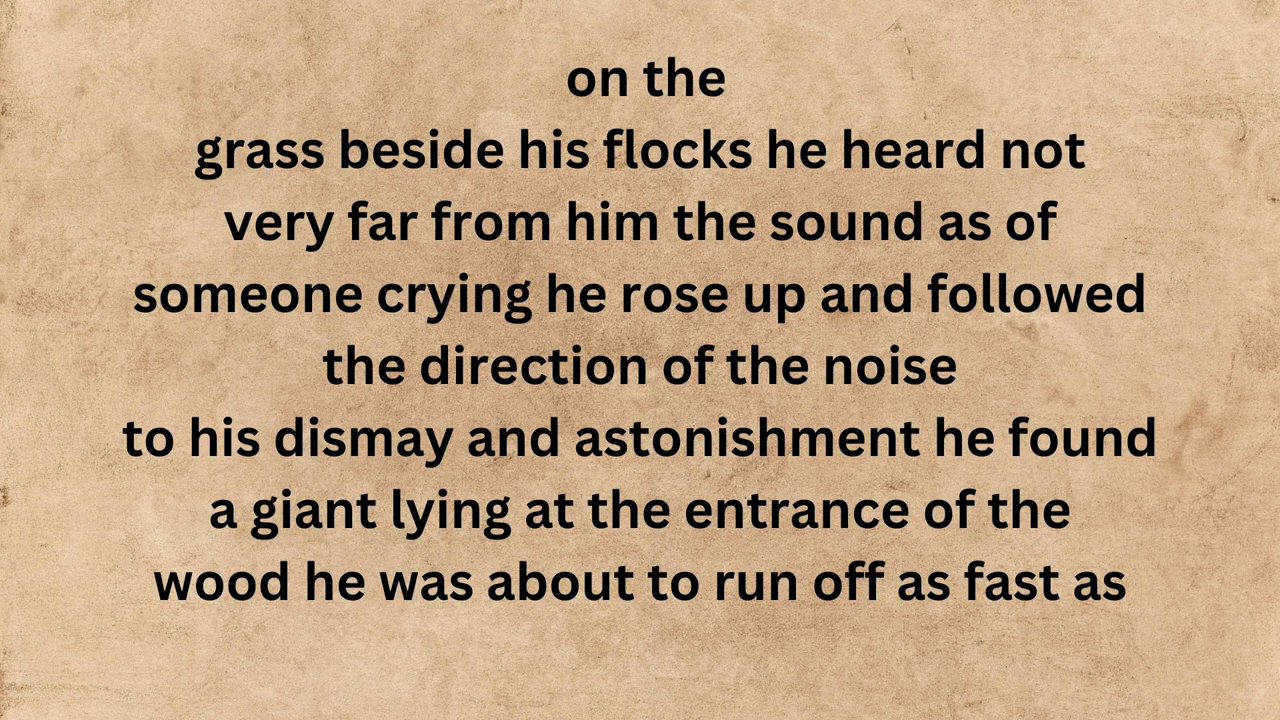 on the
grass beside his flocks he heard not
very far from him the sound as of
someone crying he rose up and followed
the direction of the noise
to his dismay and astonishment he found
a giant lying at the entrance of the
wood he was about to run off as fast as